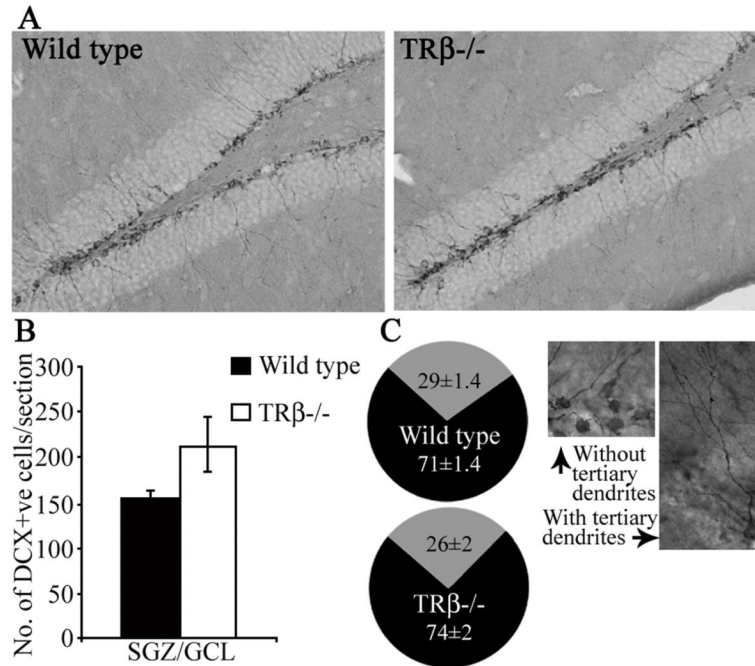 A
Wild type
TRβ-/-
B
No. of DCX+ve cells/section
300
250
200
150
100
50
0
SGZ/GCL
Wild type
TRβ-/-
C
29±1.4
Wild type
71±1.4
26±2
TRβ-/-
74±2
Without
tertiary
dendrites
With tertiary
dendrites